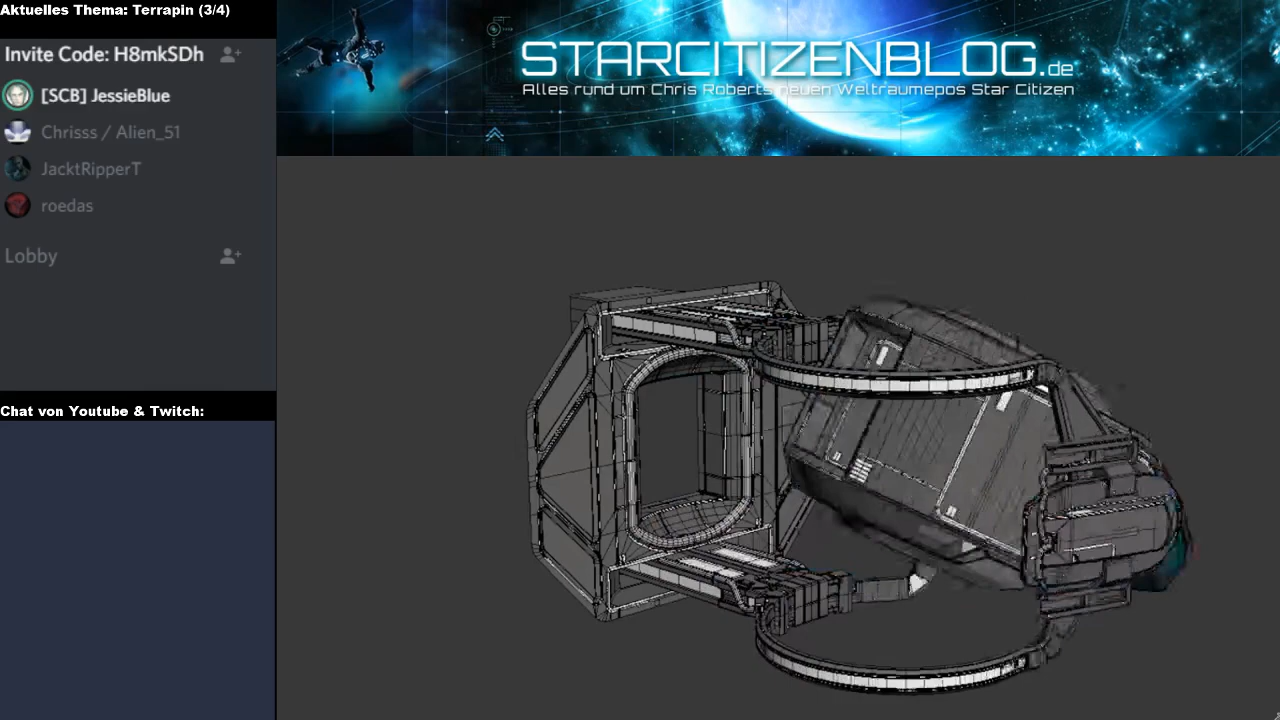 Aktuelles Thema: Terrapin (3/4)
Invite Code: H8mkSDh
[SCB] JessieBlue
Chrisss / Alien_51
JacktRipperT
roedas
Lobby
Chat von Youtube & Twitch:
STARCITIZENBLOG.de
Alles rund um Chris Roberts neuen Weltraumepos Star Citizen